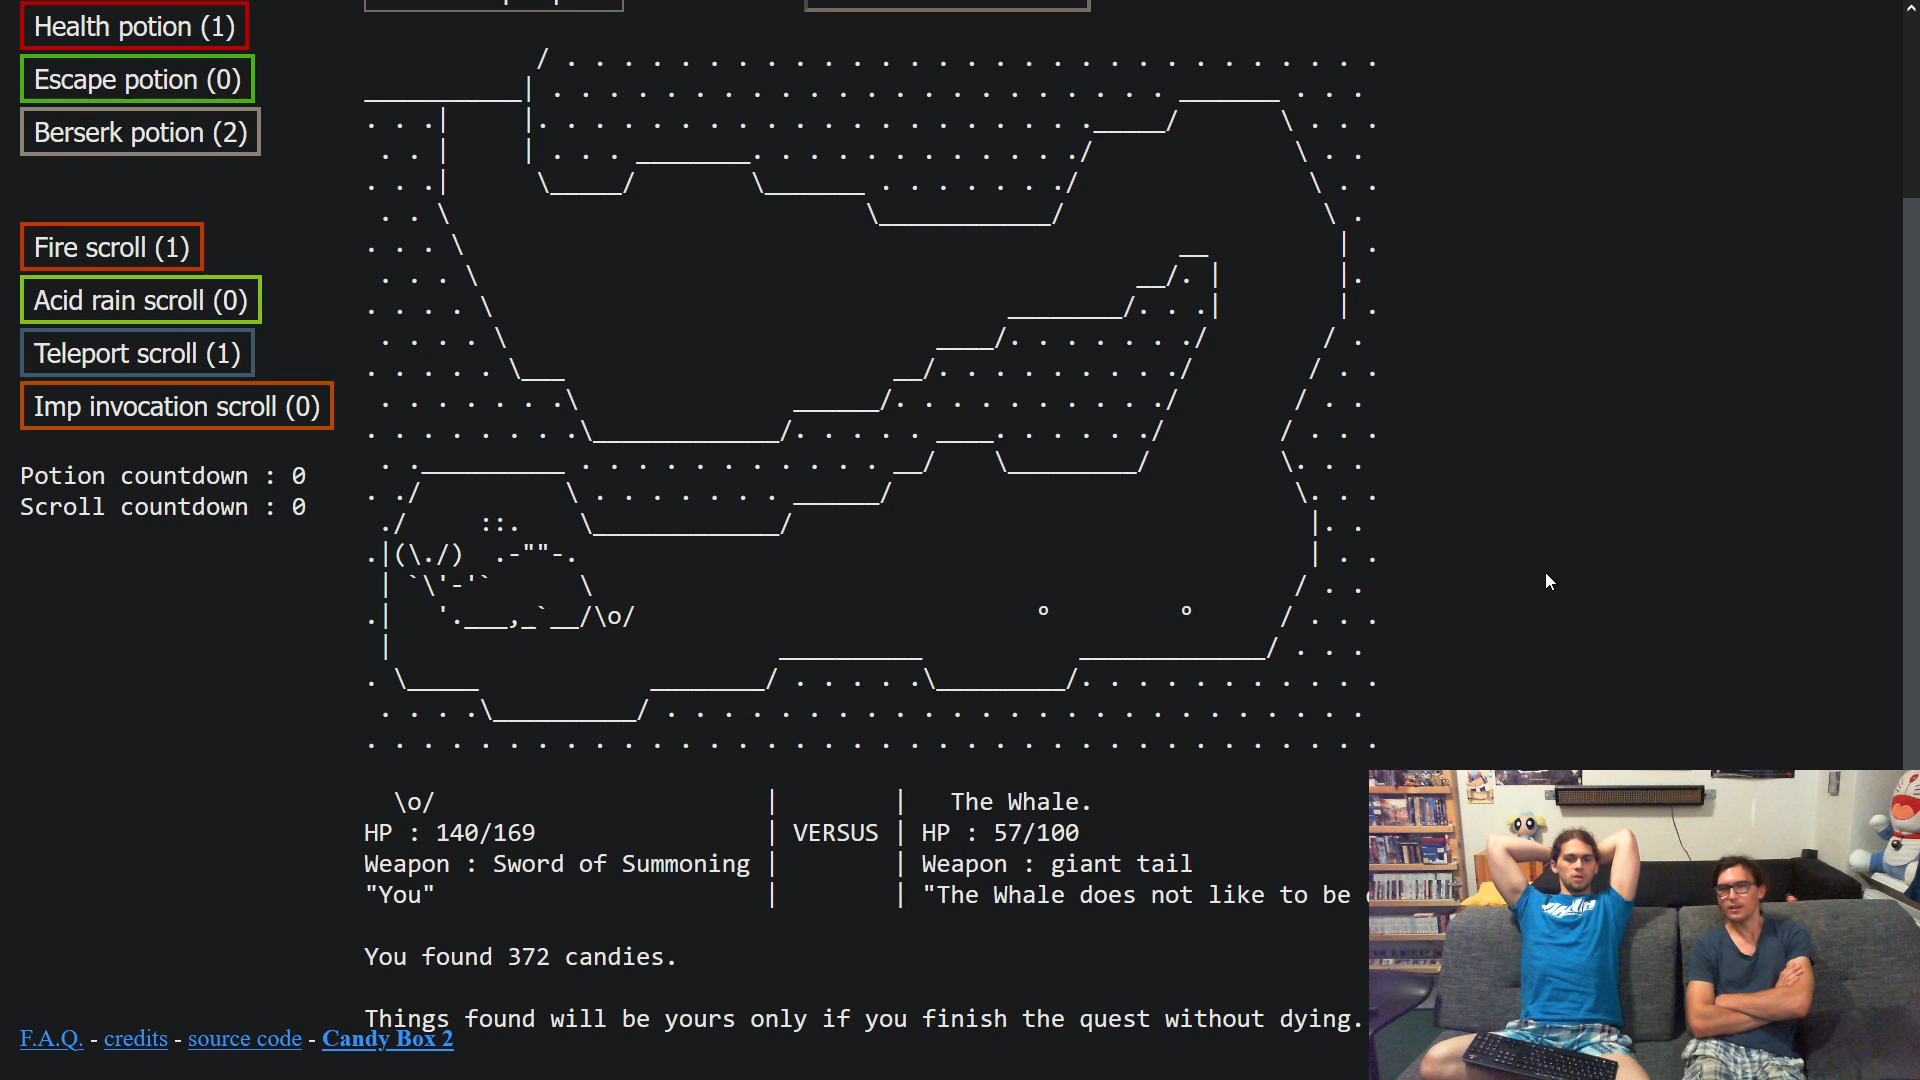 Health potion (1)
Escape potion (0)
Berserk potion (2)
Fire scroll (1)
Acid rain scroll (0)
Teleport scroll (1)
Imp invocation scroll (0)
Potion countdown : 0
Scroll countdown : 0
\o/ | | The Whale.
HP : 140/169 | VERSUS | HP : 57/100
Weapon : Sword of Summoning | | Weapon : giant tail
"You" | | "The Whale does not like to be
You found 372 candies.
Things found will be yours only if you finish the quest without dying.
F.A.Q. - credits - source code - Candy Box 2